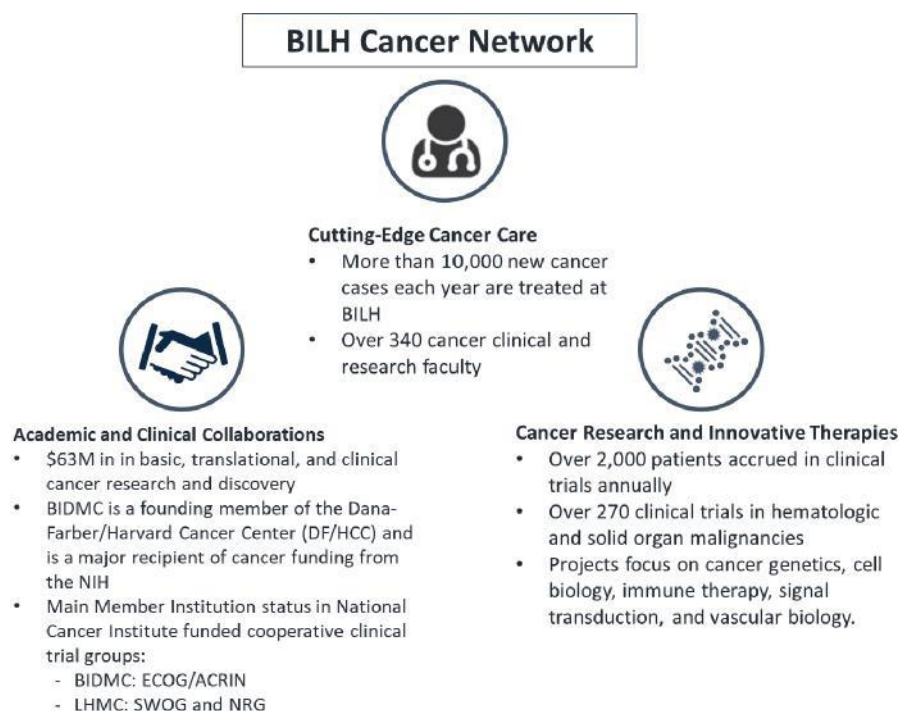 BILH Cancer Network
Cutting-Edge Cancer Care
• More than 10,000 new cancer
cases each year are treated at
BILH
• Over 340 cancer clinical and
research faculty
Academic and Clinical Collaborations
• $63M in in basic, translational, and clinical
cancer research and discovery
• BIDMC is a founding member of the Dana-
Farber/Harvard Cancer Center (DF/HCC) and
is a major recipient of cancer funding from
the NIH
• Main Member Institution status in National
Cancer Institute funded cooperative clinical
trial groups:
- BIDMC: ECOG/ACRIN
- LHMC: SWOG and NRG
Cancer Research and Innovative Therapies
• Over 2,000 patients accrued in clinical
trials annually
• Over 270 clinical trials in hematologic
and solid organ malignancies
• Projects focus on cancer genetics, cell
biology, immune therapy, signal
transduction, and vascular biology.